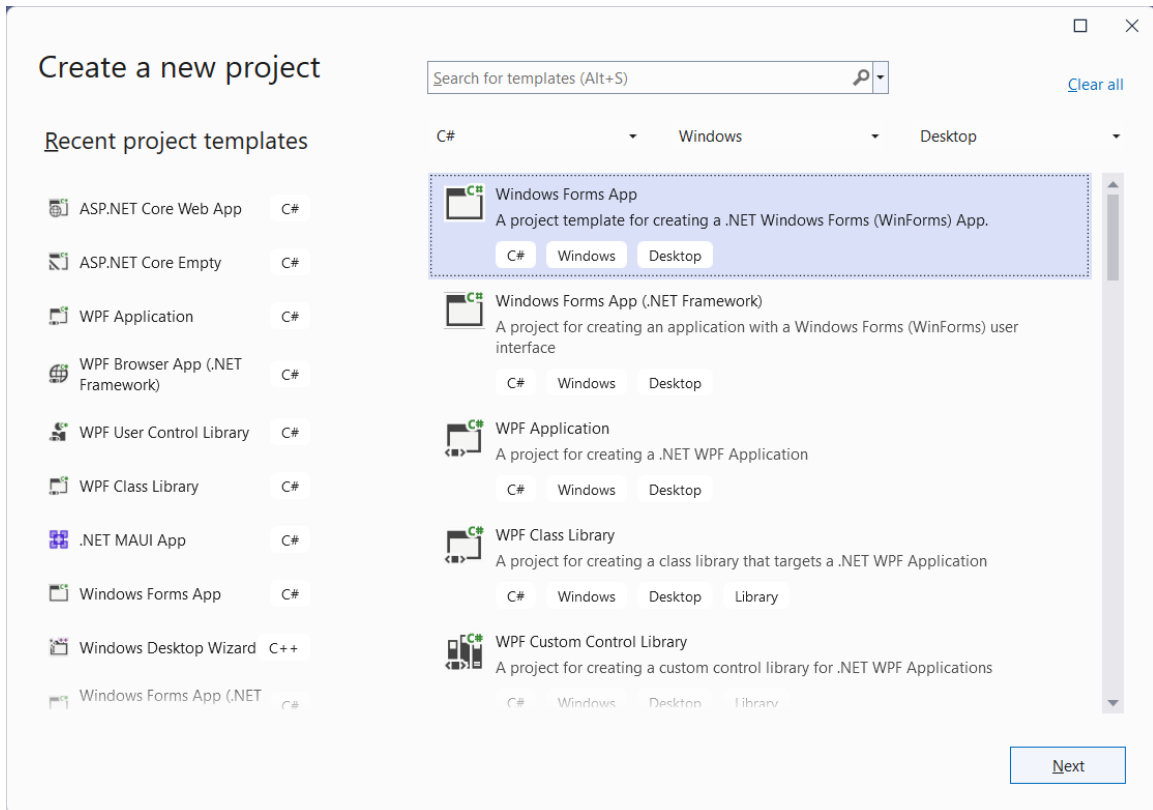 Create a new project
Search for templates (Alt+S)
Clear all
Recent project templates
ASP.NET Core Web App C#
ASP.NET Core Empty C#
WPF Application C#
WPF Browser App (.NET
Framework) C#
WPF User Control Library C#
WPF Class Library C#
.NET MAUI App C#
Windows Forms App C#
Windows Desktop Wizard C++
Windows Forms App (.NET C#
C# Windows Desktop
C# Windows Forms App
A project template for creating a .NET Windows Forms (WinForms) App.
C# Windows Desktop
C# Windows Forms App (.NET Framework)
A project for creating an application with a Windows Forms (WinForms) user
interface
C# Windows Desktop
C# WPF Application
A project for creating a .NET WPF Application
C# Windows Desktop
C# WPF Class Library
A project for creating a class library that targets a .NET WPF Application
C# Windows Desktop Library
C# WPF Custom Control Library
A project for creating a custom control library for .NET WPF Applications
C# Windows Desktop Library
Next